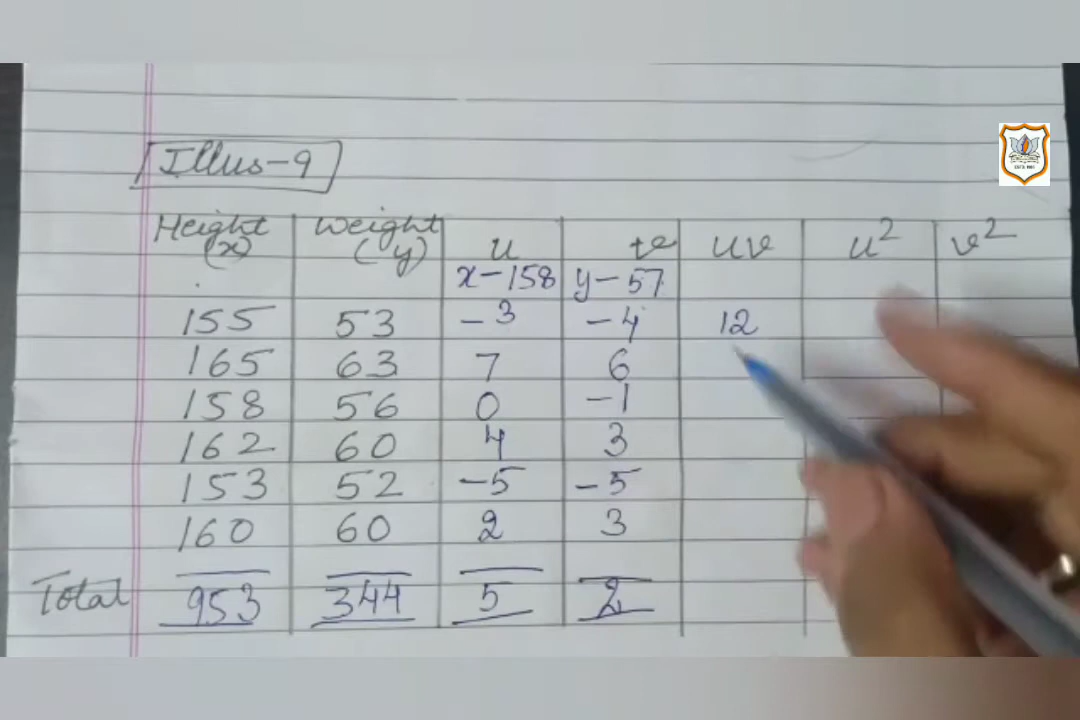 Illus-9
Height (x) Weight (y) u v uv u² v²
x-158 y-57
155 53 -3 -4 12
165 63 7 6
158 56 0 -1
162 60 4 3
153 52 -5 -5
160 60 2 3
Total 953 344 5 2